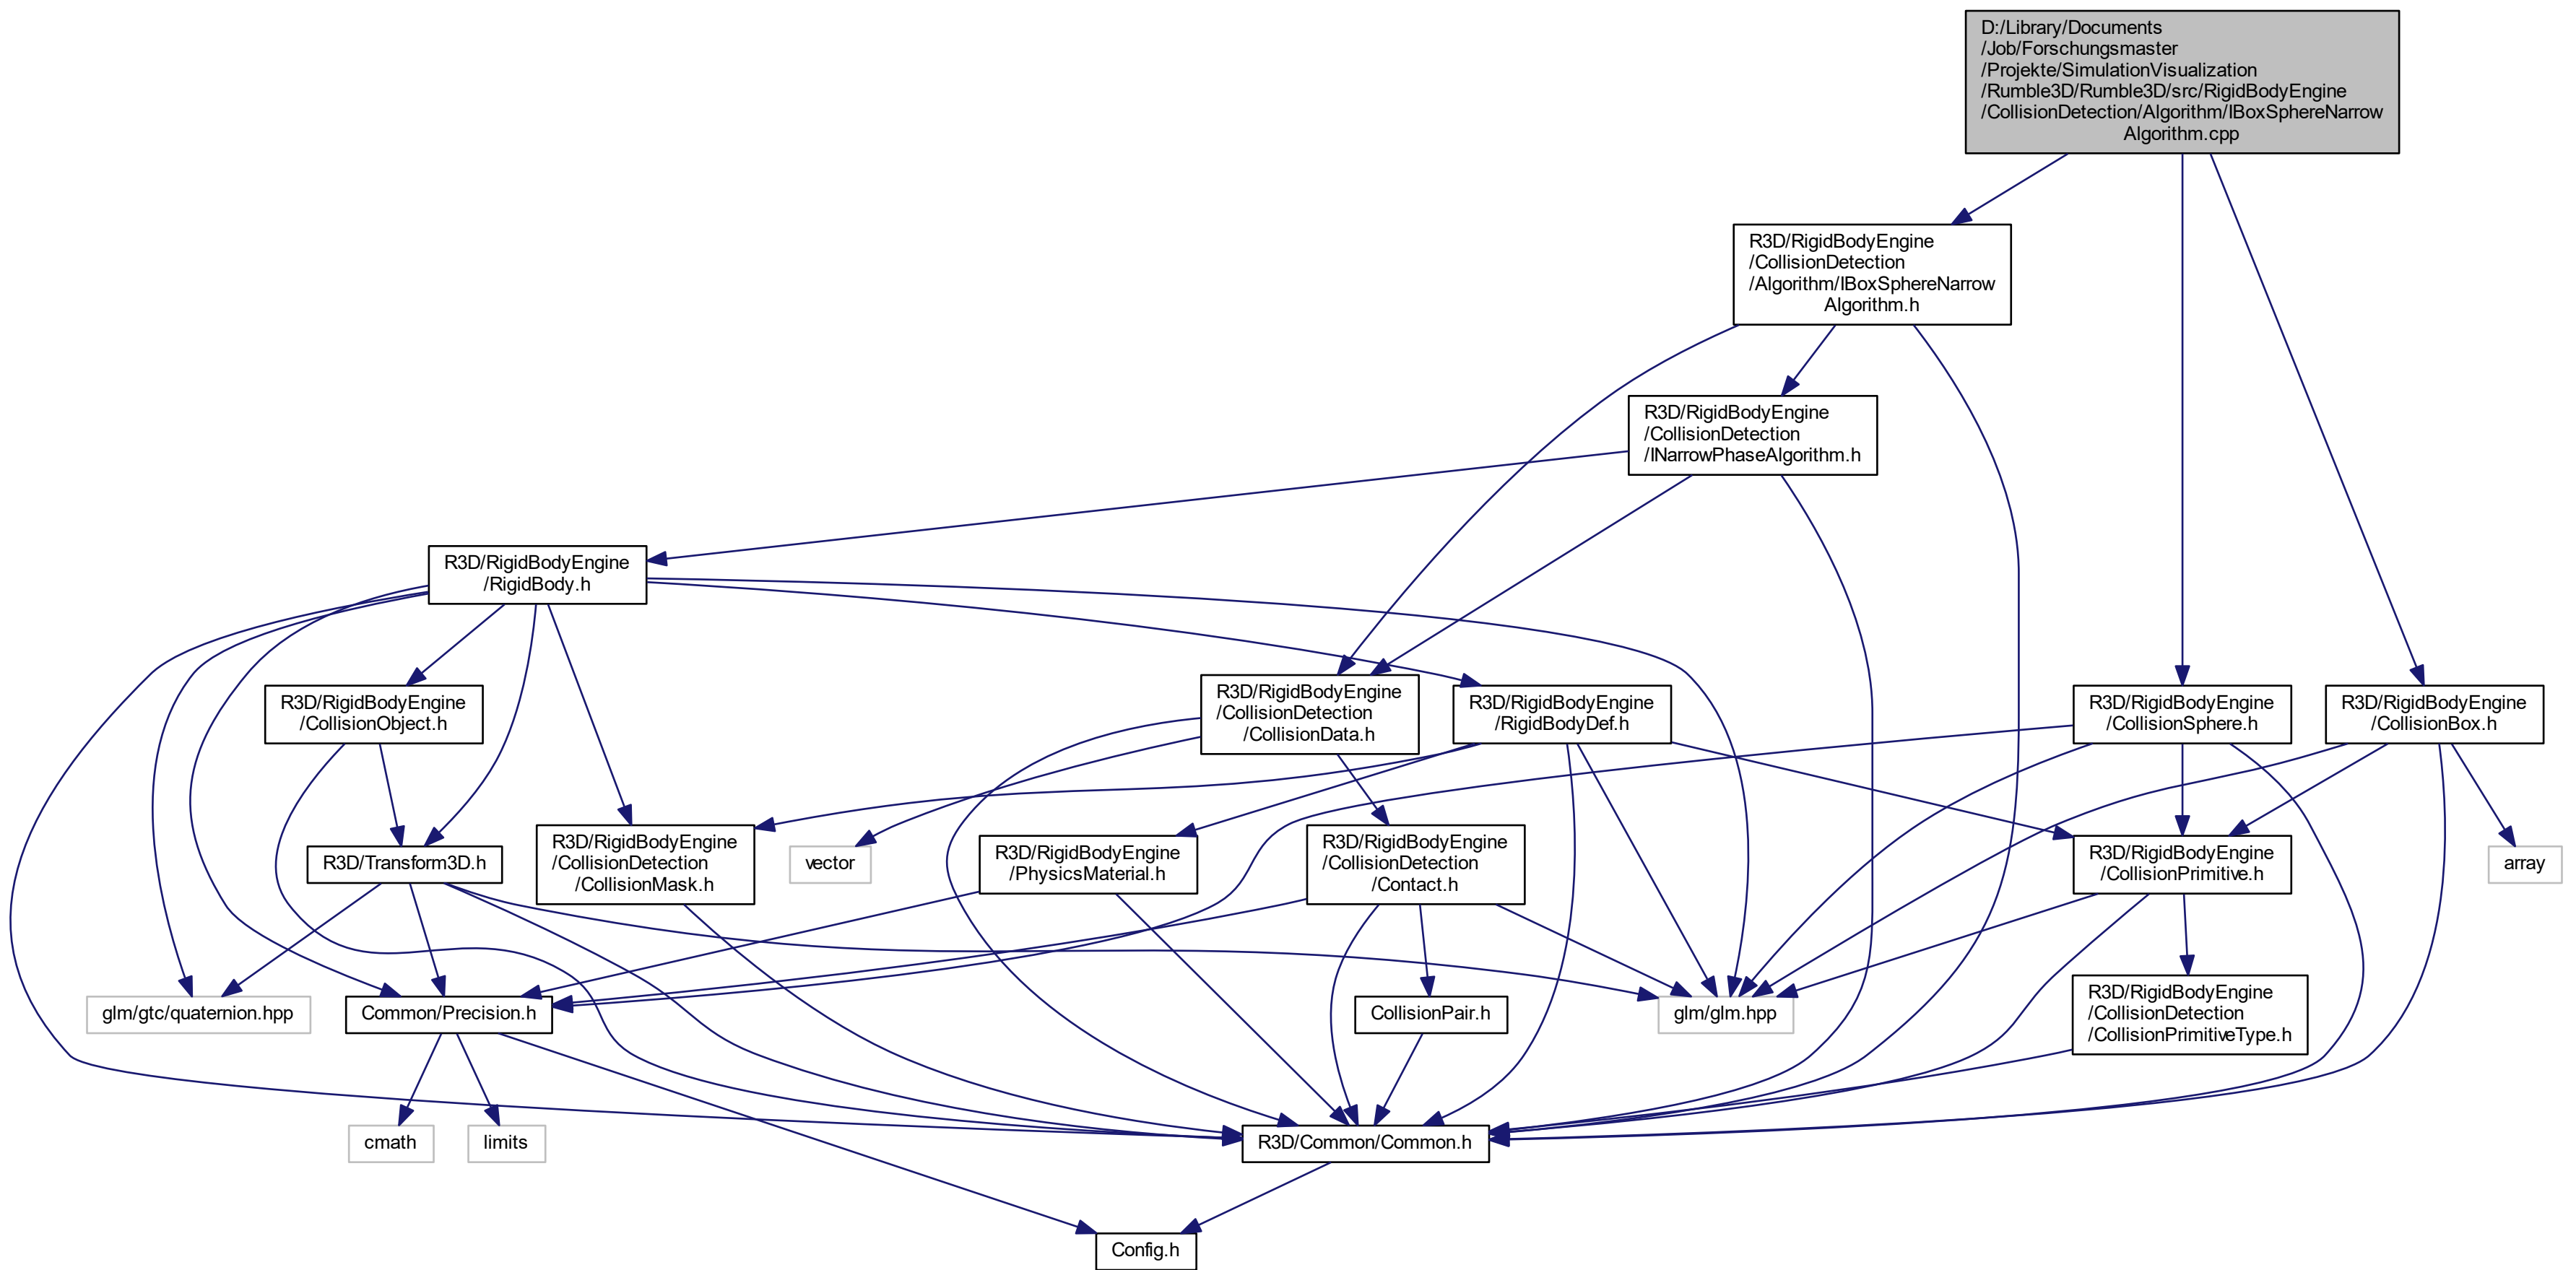 D:/Library/Documents
/Job/Forschungsmaster
/Projekte/SimulationVisualization
/Rumble3D/Rumble3D/src/RigidBodyEngine
/CollisionDetection/Algorithm/IBoxSphereNarrow
Algorithm.cpp
R3D/RigidBodyEngine
/CollisionDetection
/Algorithm/IBoxSphereNarrow
Algorithm.h
R3D/RigidBodyEngine
/CollisionDetection
/INarrowPhaseAlgorithm.h
R3D/RigidBodyEngine
/RigidBody.h
R3D/RigidBodyEngine
/CollisionObject.h
R3D/RigidBodyEngine
/CollisionDetection
/CollisionData.h
R3D/RigidBodyEngine
/RigidBodyDef.h
R3D/RigidBodyEngine
/CollisionSphere.h
R3D/RigidBodyEngine
/CollisionBox.h
R3D/Transform3D.h
R3D/RigidBodyEngine
/CollisionDetection
/CollisionMask.h
vector
R3D/RigidBodyEngine
/PhysicsMaterial.h
R3D/RigidBodyEngine
/CollisionDetection
/Contact.h
R3D/RigidBodyEngine
/CollisionPrimitive.h
array
glm/gtc/quaternion.hpp
Common/Precision.h
CollisionPair.h
glm/glm.hpp
R3D/RigidBodyEngine
/CollisionDetection
/CollisionPrimitiveType.h
cmath
limits
R3D/Common/Common.h
Config.h